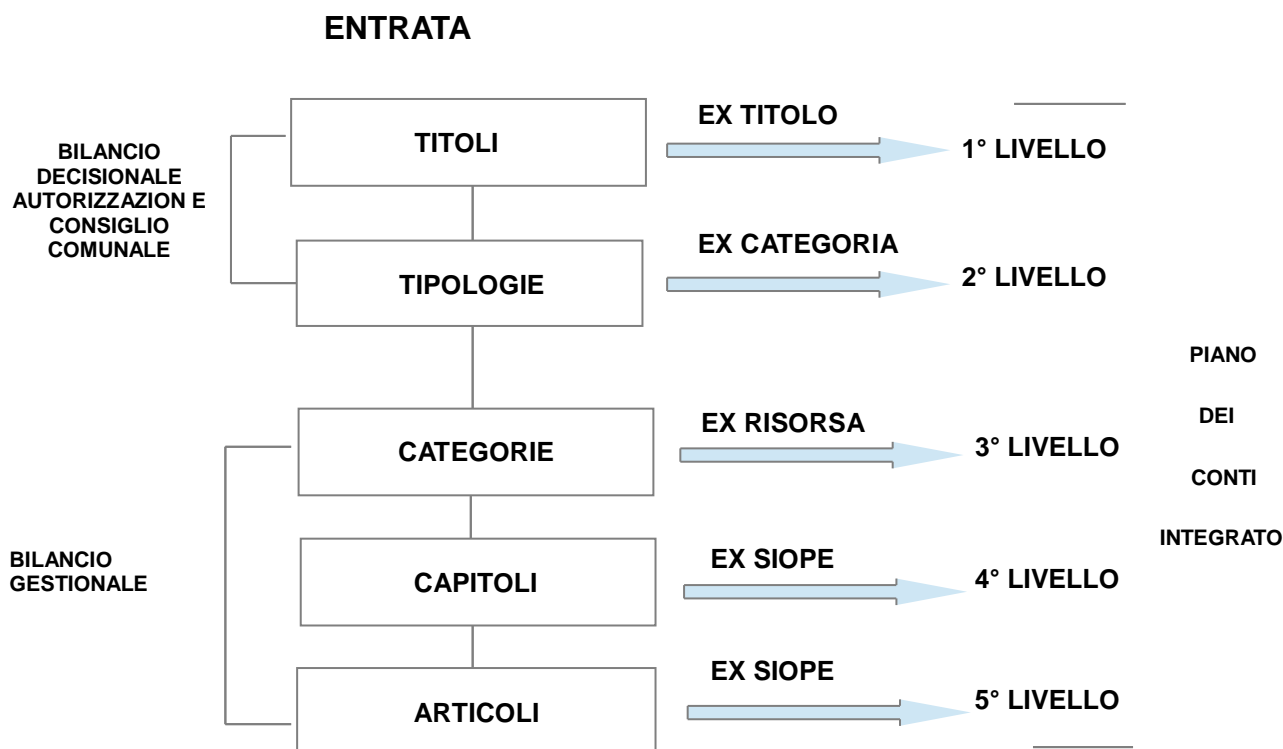 ENTRATA
BILANCIO
DECISIONALE
AUTORIZZAZION E
CONSIGLIO
COMUNALE
TITOLI
EX TITOLO
1° LIVELLO
TIPOLOGIE
EX CATEGORIA
2° LIVELLO
CATEGORIE
EX RISORSA
3° LIVELLO
BILANCIO
GESTIONALE
CAPITOLI
EX SIOPE
4° LIVELLO
ARTICOLI
EX SIOPE
5° LIVELLO
PIANO
DEI
CONTI
INTEGRATO